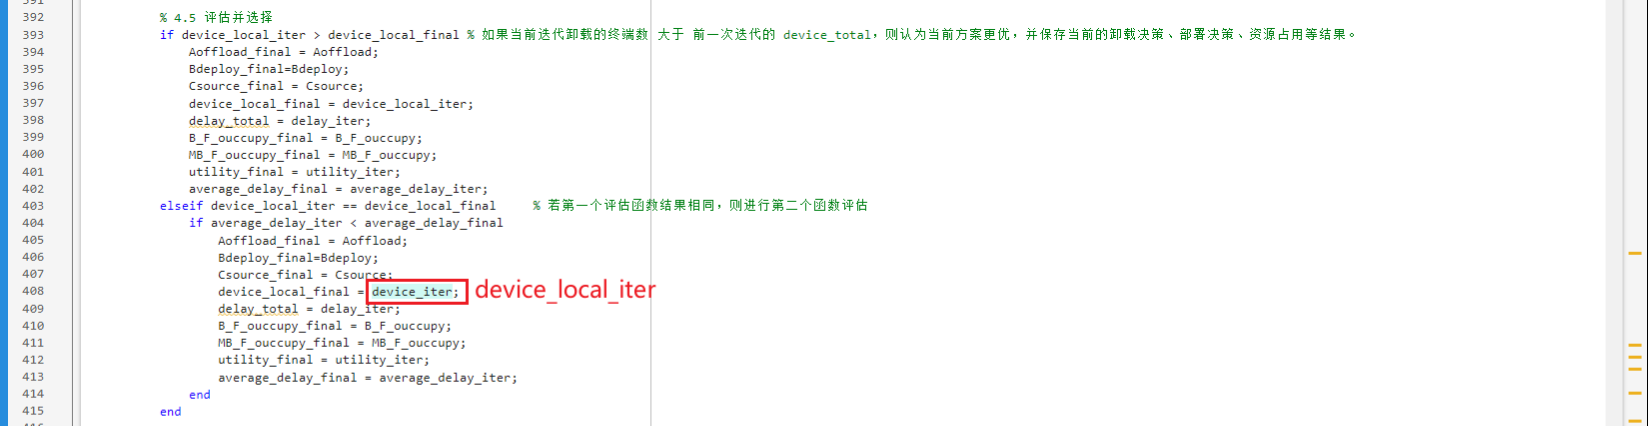 391
392 % 4.5 评估并选择
393 if device_local_iter > device_local_final % 如果当前迭代卸载的终端数 大于 前一次迭代的 device_total，则认为当前方案更优，并保存当前的卸载决策、部署决策、资源占用等结果。
394 Aoffload_final = Aoffload;
395 Bdeploy_final=Bdeploy;
396 Csource_final = Csource;
397 device_local_final = device_local_iter;
398 delay_total = delay_iter;
399 B_F_ouccupy_final = B_F_ouccupy;
400 MB_F_ouccupy_final = MB_F_ouccupy;
401 utility_final = utility_iter;
402 average_delay_final = average_delay_iter;
403 elseif device_local_iter == device_local_final % 若第一个评估函数结果相同，则进行第二个函数评估
404 if average_delay_iter < average_delay_final
405 Aoffload_final = Aoffload;
406 Bdeploy_final=Bdeploy;
407 Csource_final = Csource;
408 device_local_final = device_iter; device_local_iter
409 delay_total = delay_iter;
410 B_F_ouccupy_final = B_F_ouccupy;
411 MB_F_ouccupy_final = MB_F_ouccupy;
412 utility_final = utility_iter;
413 average_delay_final = average_delay_iter;
414 end
415 end